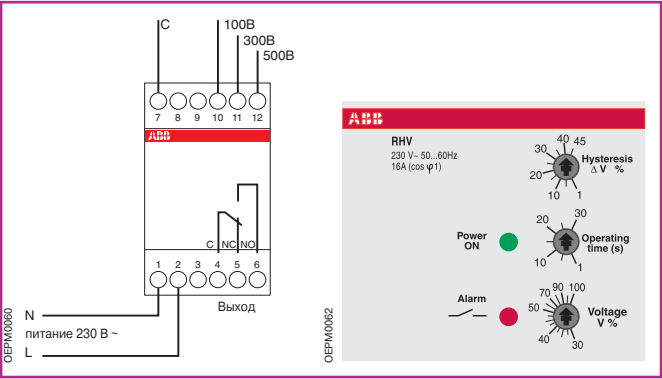 C
100В
300В
500В
7 8 9 10 11 12
ABB
C NC NO
1 2 3 4 5 6
Выход
N
питание 230 В ~
L
OEPM0060
ABB
RHV
230 V~ 50...60Hz
16A (cos φ1)
40 45
30
20
10 1
Hysteresis
Δ V %
Power
ON
20 30
10 1
Operating
time (s)
Alarm
90 100
70
50
40 30
Voltage
V %
OEPM0062